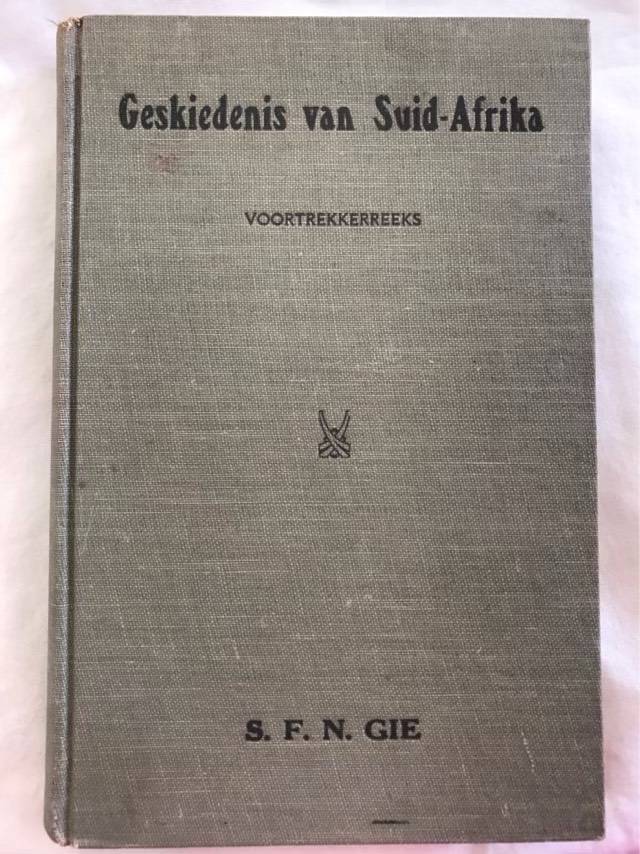 Geskiedenis van Suid-Afrika
VOORTREKKERREEKS
S. F. N. GIE